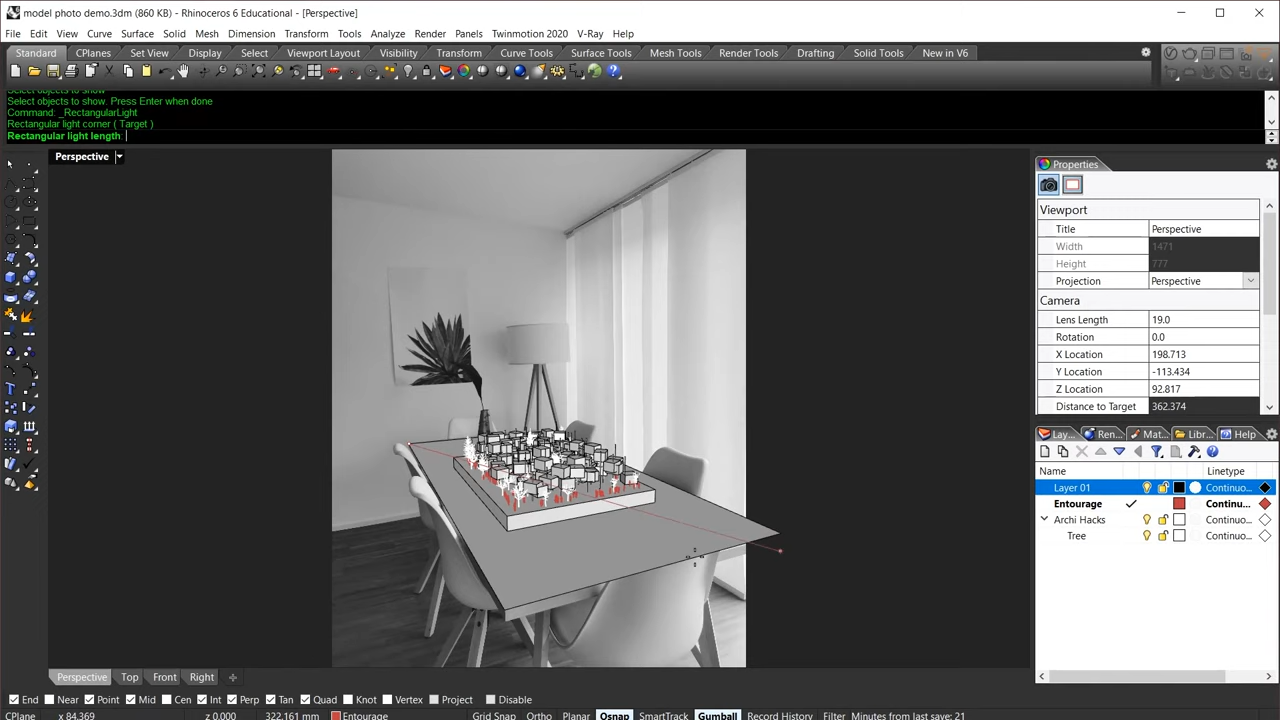 model photo demo.3dm (860 KB) - Rhinoceros 6 Educational - [Perspective]
File Edit View Curve Surface Solid Mesh Dimension Transform Tools Analyze Render Panels Twinmotion 2020 V-Ray Help
Standard CPlanes Set View Display Select Viewport Layout Visibility Transform Curve Tools Surface Tools Mesh Tools Render Tools Drafting Solid Tools New in V6
Select objects to show
Select objects to show. Press Enter when done
Command: _RectangularLight
Rectangular light corner ( Target )
Rectangular light length:
Perspective
Properties
Viewport
Title Perspective
Width 1471
Height 777
Projection Perspective
Camera
Lens Length 19.0
Rotation 0.0
X Location 198.713
Y Location -113.434
Z Location 92.817
Distance to Target 362.374
Lay... Ren... Mat... Libr... Help
Name Linetype
Layer 01 Continuo...
Entourage Continu...
Archi Hacks Continuo...
Tree Continuo...
Perspective Top Front Right
End Near Point Mid Cen Int Perp Tan Quad Knot Vertex Project Disable
CPlane x 84.369 z 0.000 322.161 mm Entourage Grid Snap Ortho Planar Osnap SmartTrack Gumball Record History Filter Minutes from last save: 21